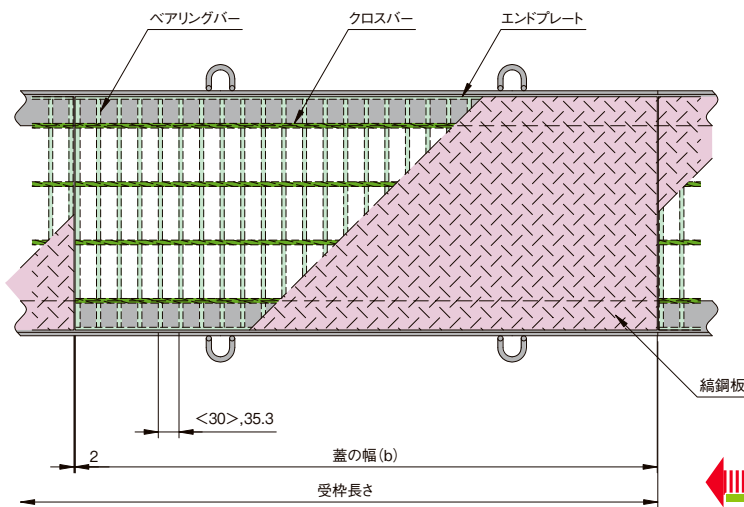 ベアリングバー
クロスバー
エンドプレート
縞鋼板
<30>,35.3
2
蓋の幅(b)
受枠長さ